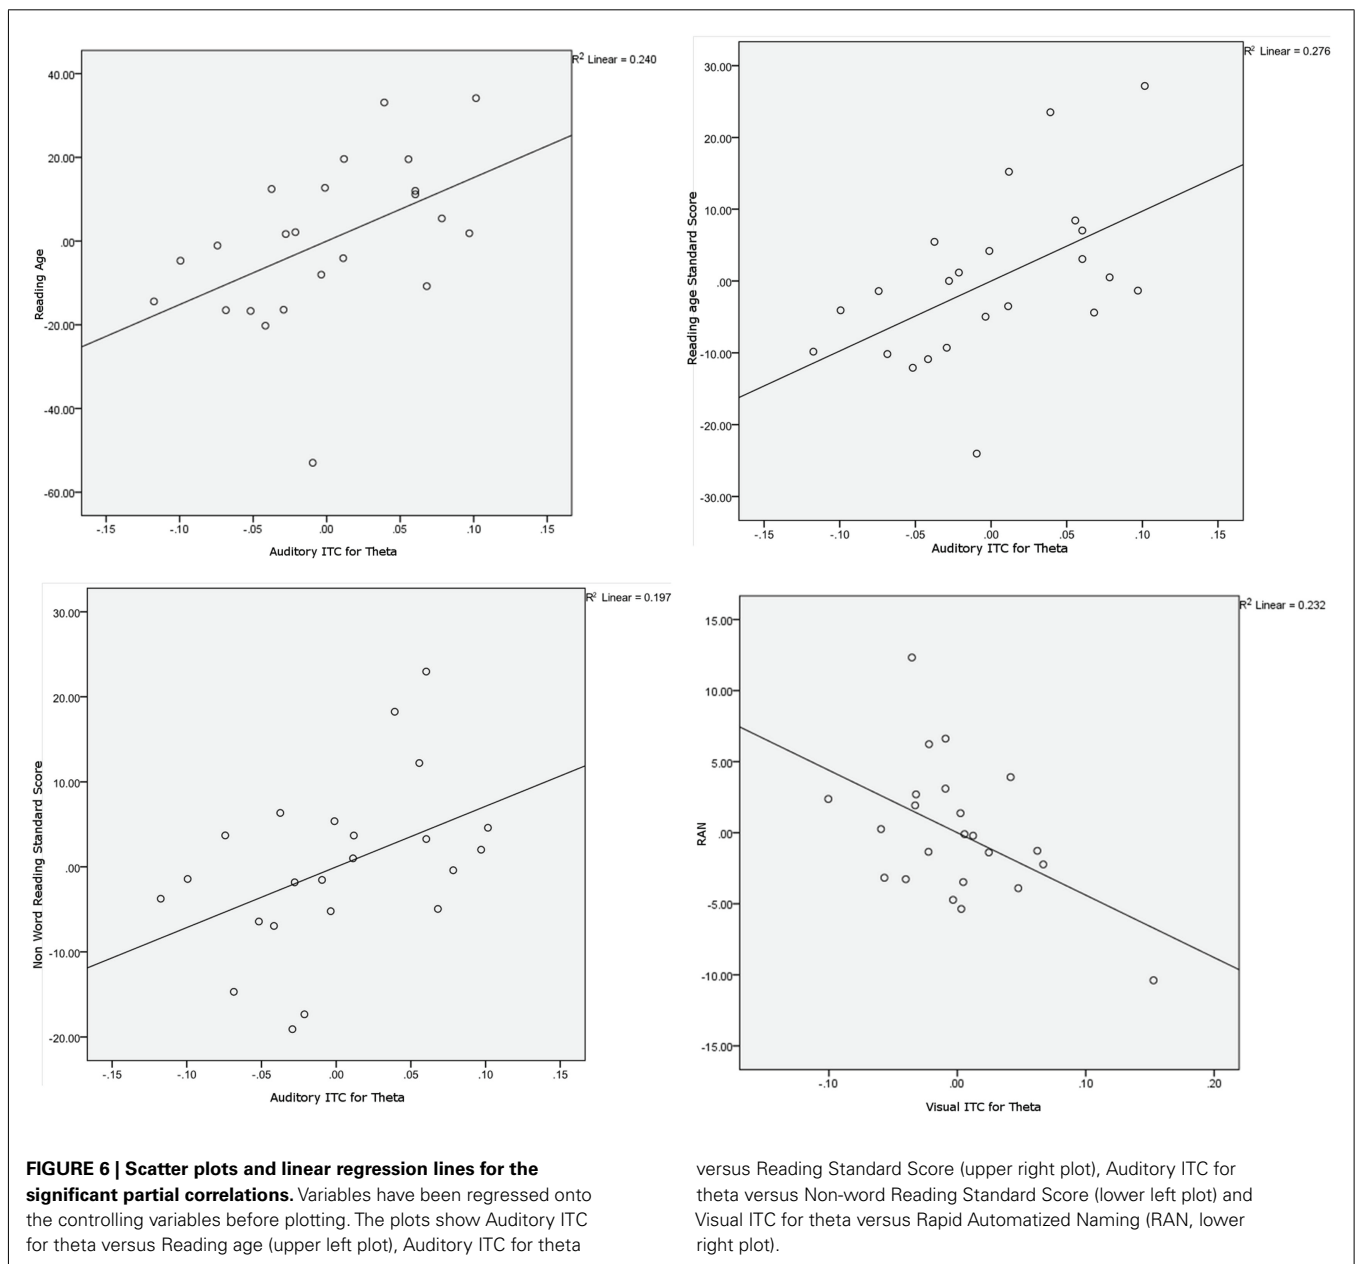 R² Linear = 0.240
40.00
20.00
.00
-20.00
-40.00
-60.00
Reading Age
-.15 -.10 -.05 .00 .05 .10 .15
Auditory ITC for Theta
R² Linear = 0.276
30.00
20.00
10.00
.00
-10.00
-20.00
-30.00
Reading age Standard Score
-.15 -.10 -.05 .00 .05 .10 .15
Auditory ITC for Theta
R² Linear = 0.197
30.00
20.00
10.00
.00
-10.00
-20.00
Non Word Reading Standard Score
-.15 -.10 -.05 .00 .05 .10 .15
Auditory ITC for Theta
R² Linear = 0.232
15.00
10.00
5.00
.00
-5.00
-10.00
-15.00
RAN
-.10 .00 .10 .20
Visual ITC for Theta
FIGURE 6 | Scatter plots and linear regression lines for the
significant partial correlations. Variables have been regressed onto
the controlling variables before plotting. The plots show Auditory ITC
for theta versus Reading age (upper left plot), Auditory ITC for theta
versus Reading Standard Score (upper right plot), Auditory ITC for
theta versus Non-word Reading Standard Score (lower left plot) and
Visual ITC for theta versus Rapid Automatized Naming (RAN, lower
right plot).